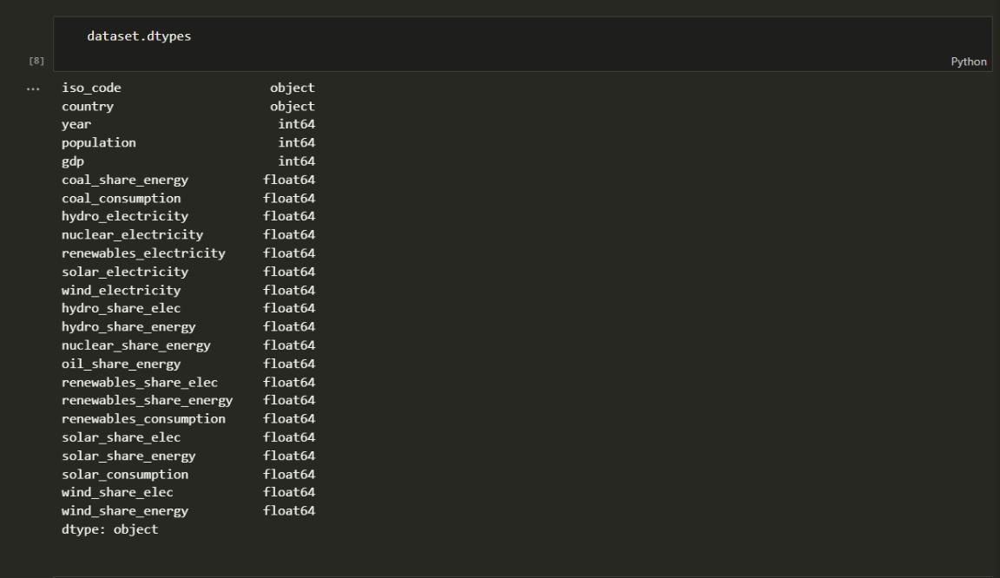 dataset.dtypes
[8]
Python
... iso_code object
country object
year int64
population int64
gdp int64
coal_share_energy float64
coal_consumption float64
hydro_electricity float64
nuclear_electricity float64
renewables_electricity float64
solar_electricity float64
wind_electricity float64
hydro_share_elec float64
hydro_share_energy float64
nuclear_share_energy float64
oil_share_energy float64
renewables_share_elec float64
renewables_share_energy float64
renewables_consumption float64
solar_share_elec float64
solar_share_energy float64
solar_consumption float64
wind_share_elec float64
wind_share_energy float64
dtype: object